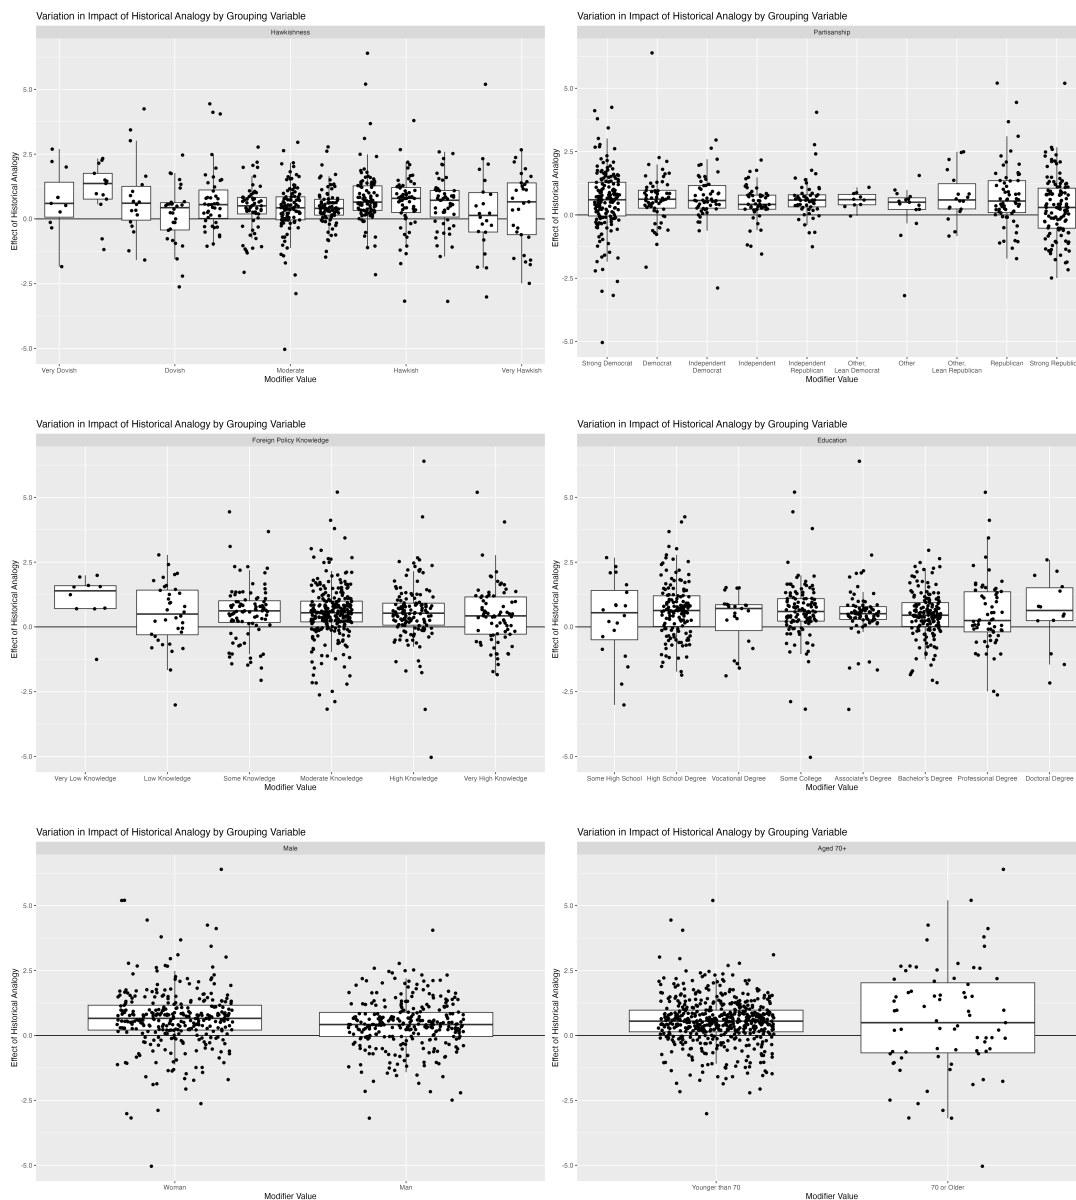 Variation in Impact of Historical Analogy by Grouping Variable
Hawkishness
Effect of Historical Analogy
5.0
2.5
0.0
-2.5
-5.0
Very Dovish Dovish Moderate Hawkish Very Hawkish
Modifier Value
Variation in Impact of Historical Analogy by Grouping Variable
Partisanship
Effect of Historical Analogy
5.0
2.5
0.0
-2.5
-5.0
Strong Democrat Democrat Independent Independent Independent Other, Other Other, Republican Strong Republic
Democrat Republican Lean Democrat Lean Republican
Modifier Value
Variation in Impact of Historical Analogy by Grouping Variable
Foreign Policy Knowledge
Effect of Historical Analogy
5.0
2.5
0.0
-2.5
-5.0
Very Low Knowledge Low Knowledge Some Knowledge Moderate Knowledge High Knowledge Very High Knowledge
Modifier Value
Variation in Impact of Historical Analogy by Grouping Variable
Education
Effect of Historical Analogy
5.0
2.5
0.0
-2.5
-5.0
Some High School High School Degree Vocational Degree Some College Associate's Degree Bachelor's Degree Professional Degree Doctoral Degree
Modifier Value
Variation in Impact of Historical Analogy by Grouping Variable
Male
Effect of Historical Analogy
5.0
2.5
0.0
-2.5
-5.0
Woman Man
Modifier Value
Variation in Impact of Historical Analogy by Grouping Variable
Aged 70+
Effect of Historical Analogy
5.0
2.5
0.0
-2.5
-5.0
Younger than 70 70 or Older
Modifier Value